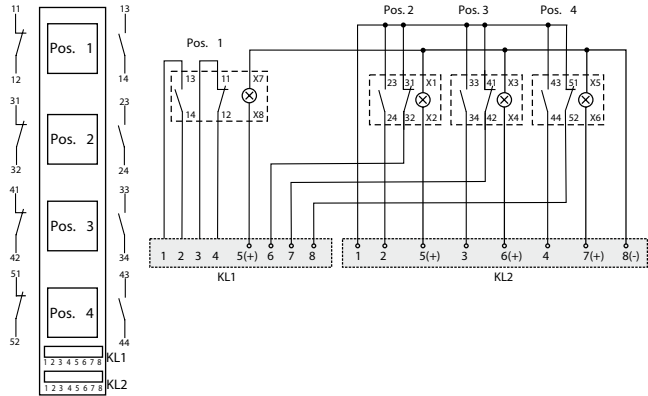 11 13
Pos. 1
12 14
31 23
Pos. 2
32 24
41 33
Pos. 3
42 34
51 43
Pos. 4
52 44
1 2 3 4 5 6 7 8 KL1
1 2 3 4 5 6 7 8 KL2
Pos. 1
13 11 X7
14 12 X8
Pos. 2 Pos. 3 Pos. 4
23 31 X1 33 41 X3 43 51 X5
24 32 X2 34 42 X4 44 52 X6
1 2 3 4 5(+) 6 7 8
KL1
1 2 5(+) 3 6(+) 4 7(+) 8(-)
KL2